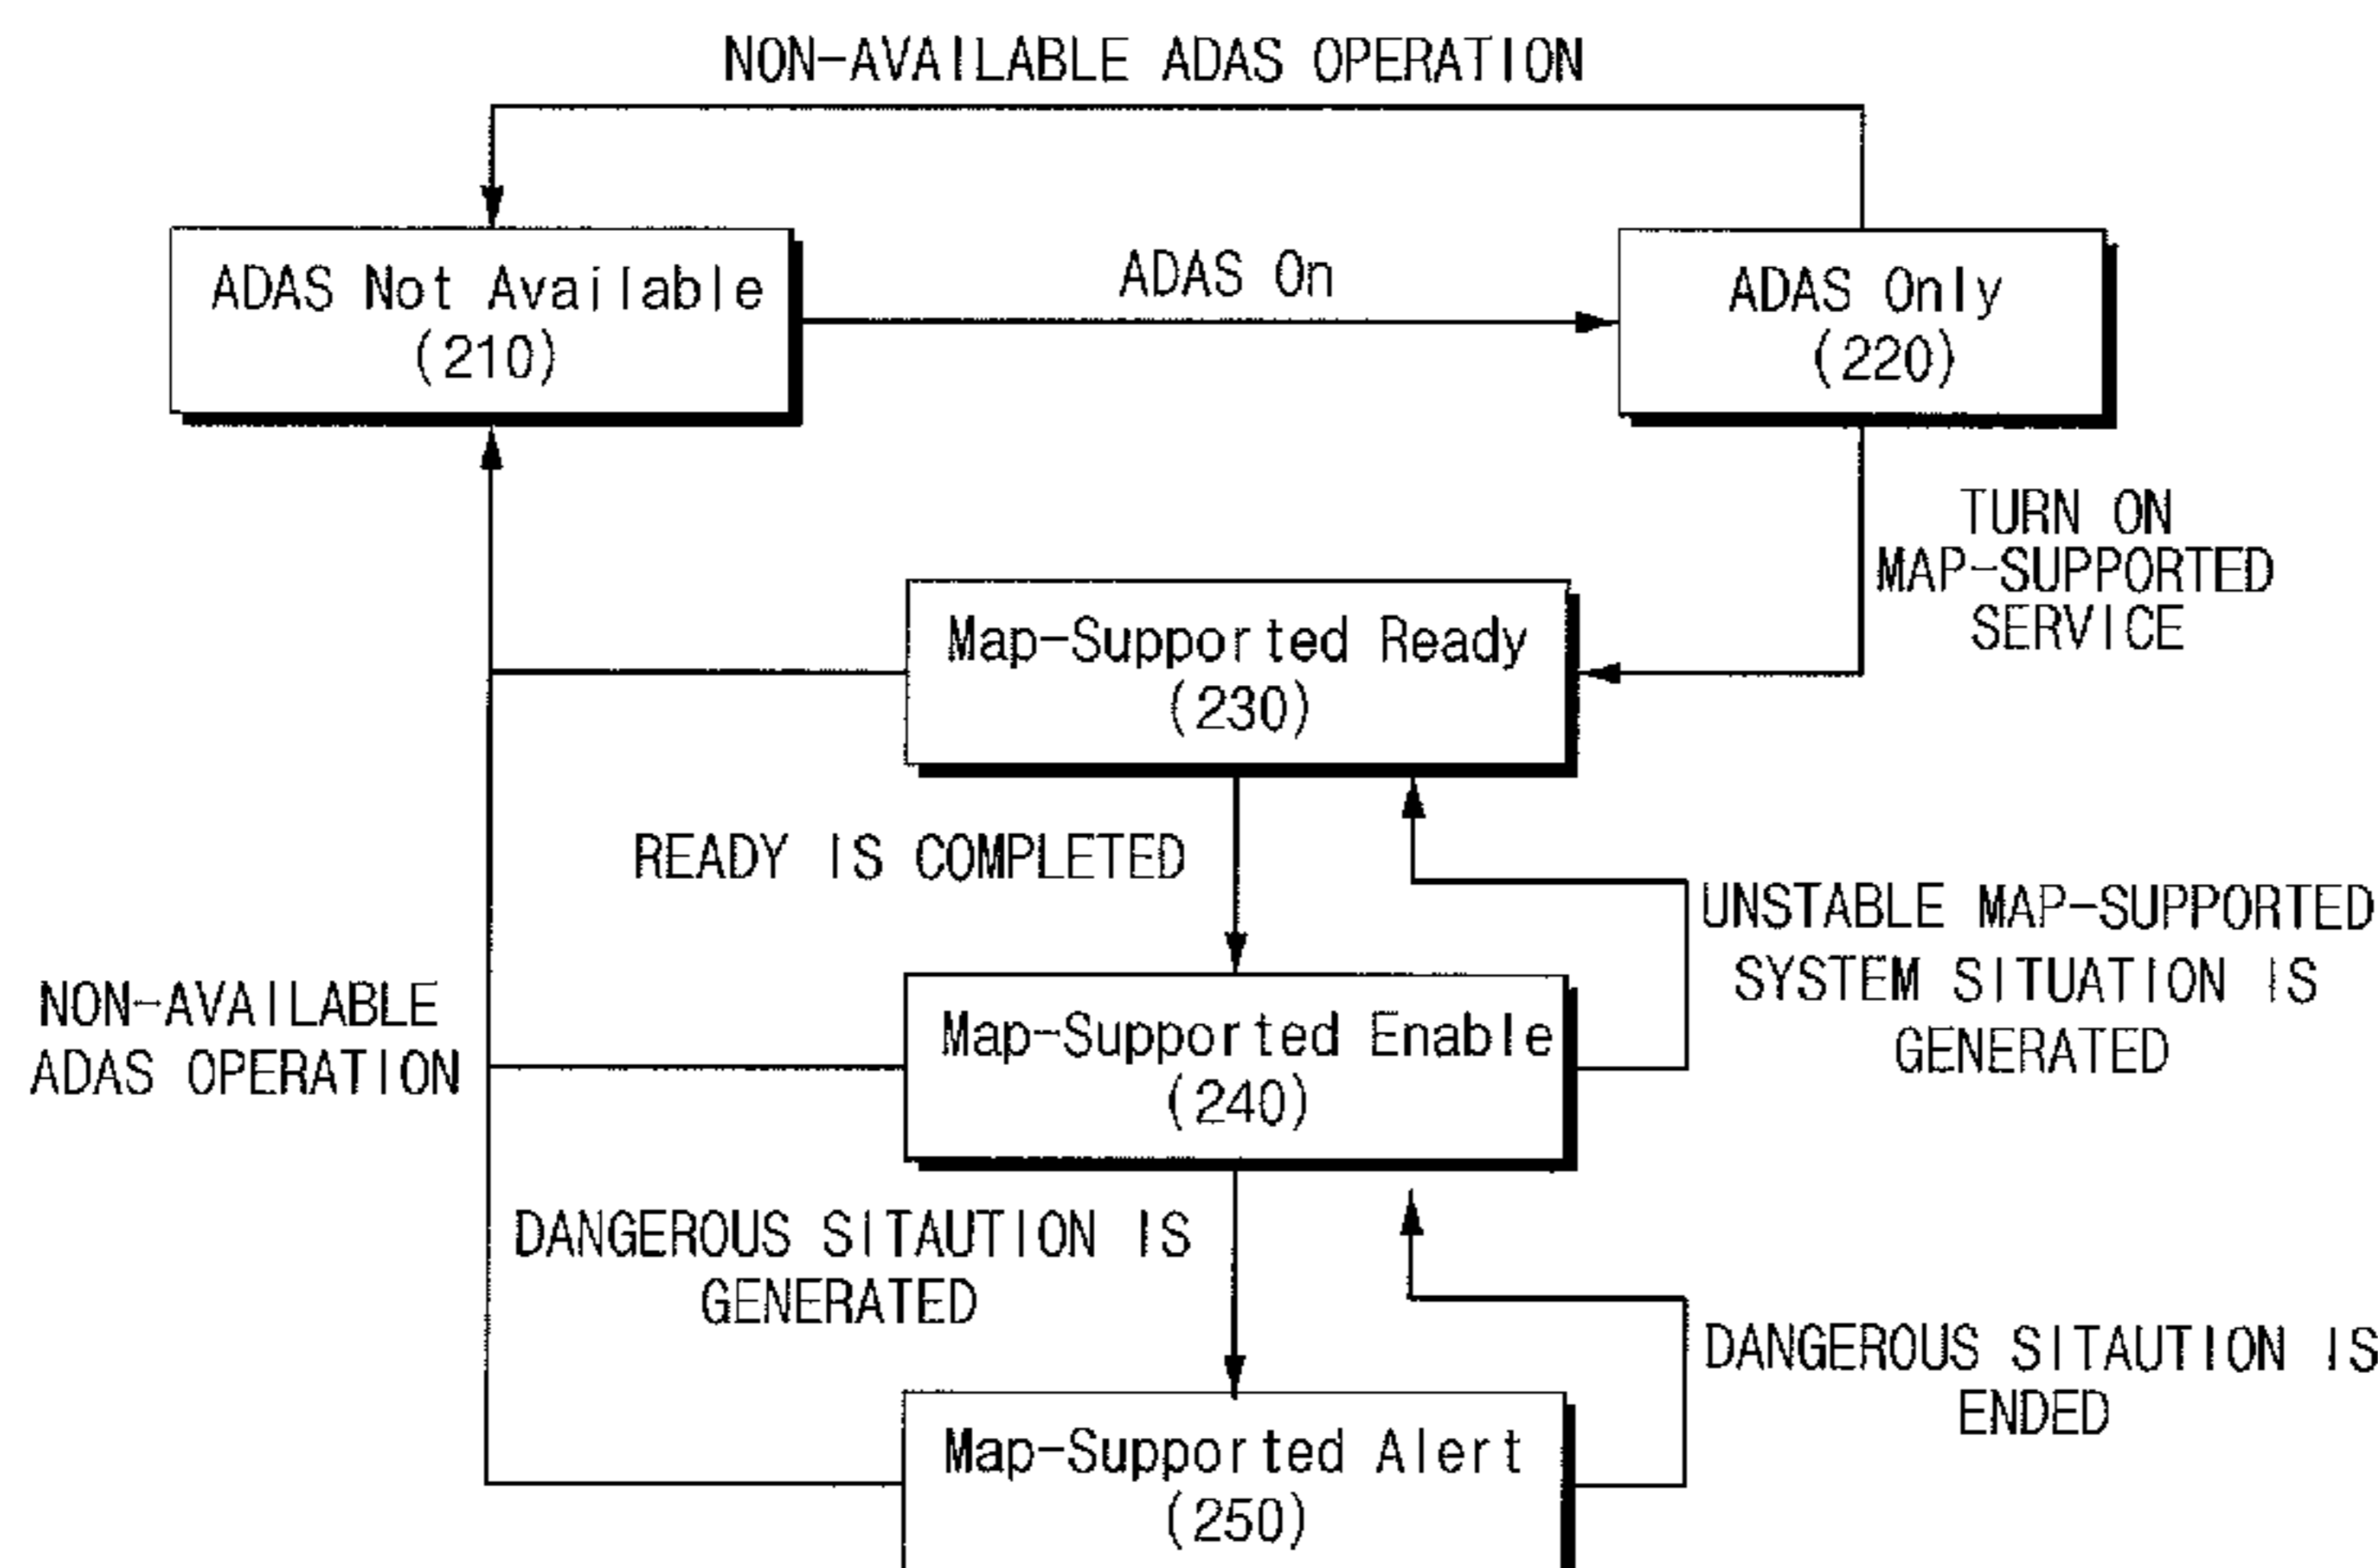 NON-AVAILABLE ADAS OPERATION
ADAS Not Available
(210)
ADAS On
ADAS Only
(220)
TURN ON
MAP-SUPPORTED
SERVICE
Map-Supported Ready
(230)
READY IS COMPLETED
UNSTABLE MAP-SUPPORTED
SYSTEM SITUATION IS
GENERATED
NON-AVAILABLE
ADAS OPERATION
Map-Supported Enable
(240)
DANGEROUS SITAUTION IS
GENERATED
DANGEROUS SITAUTION IS
ENDED
Map-Supported Alert
(250)